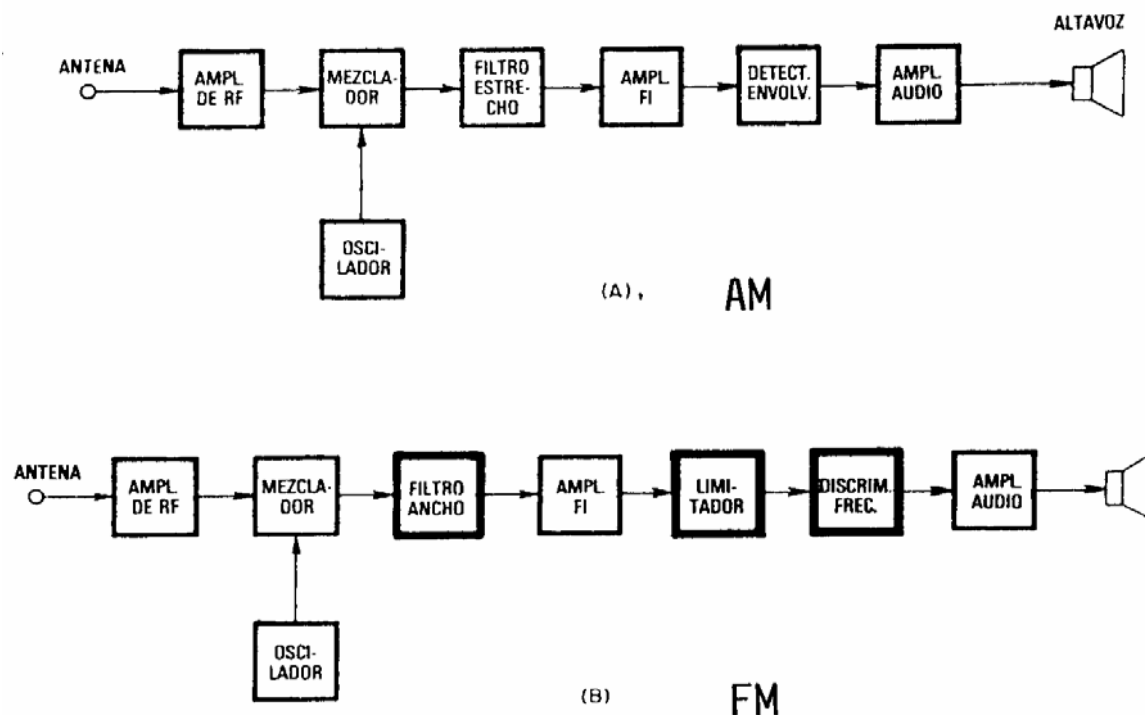 ALTAVOZ
ANTENA
AMPL.
DE RF
MEZCLA-
DOR
FILTRO
ESTRE-
CHO
AMPL.
FI
DETECT.
ENVOLV.
AMPL.
AUDIO
OSCI-
LADOR
(A), AM
ANTENA
AMPL.
DE RF
MEZCLA-
DOR
FILTRO
ANCHO
AMPL.
FI
LIMI-
TADOR
DISCRIM.
FREC.
AMPL.
AUDIO
OSCI-
LADOR
(B) FM